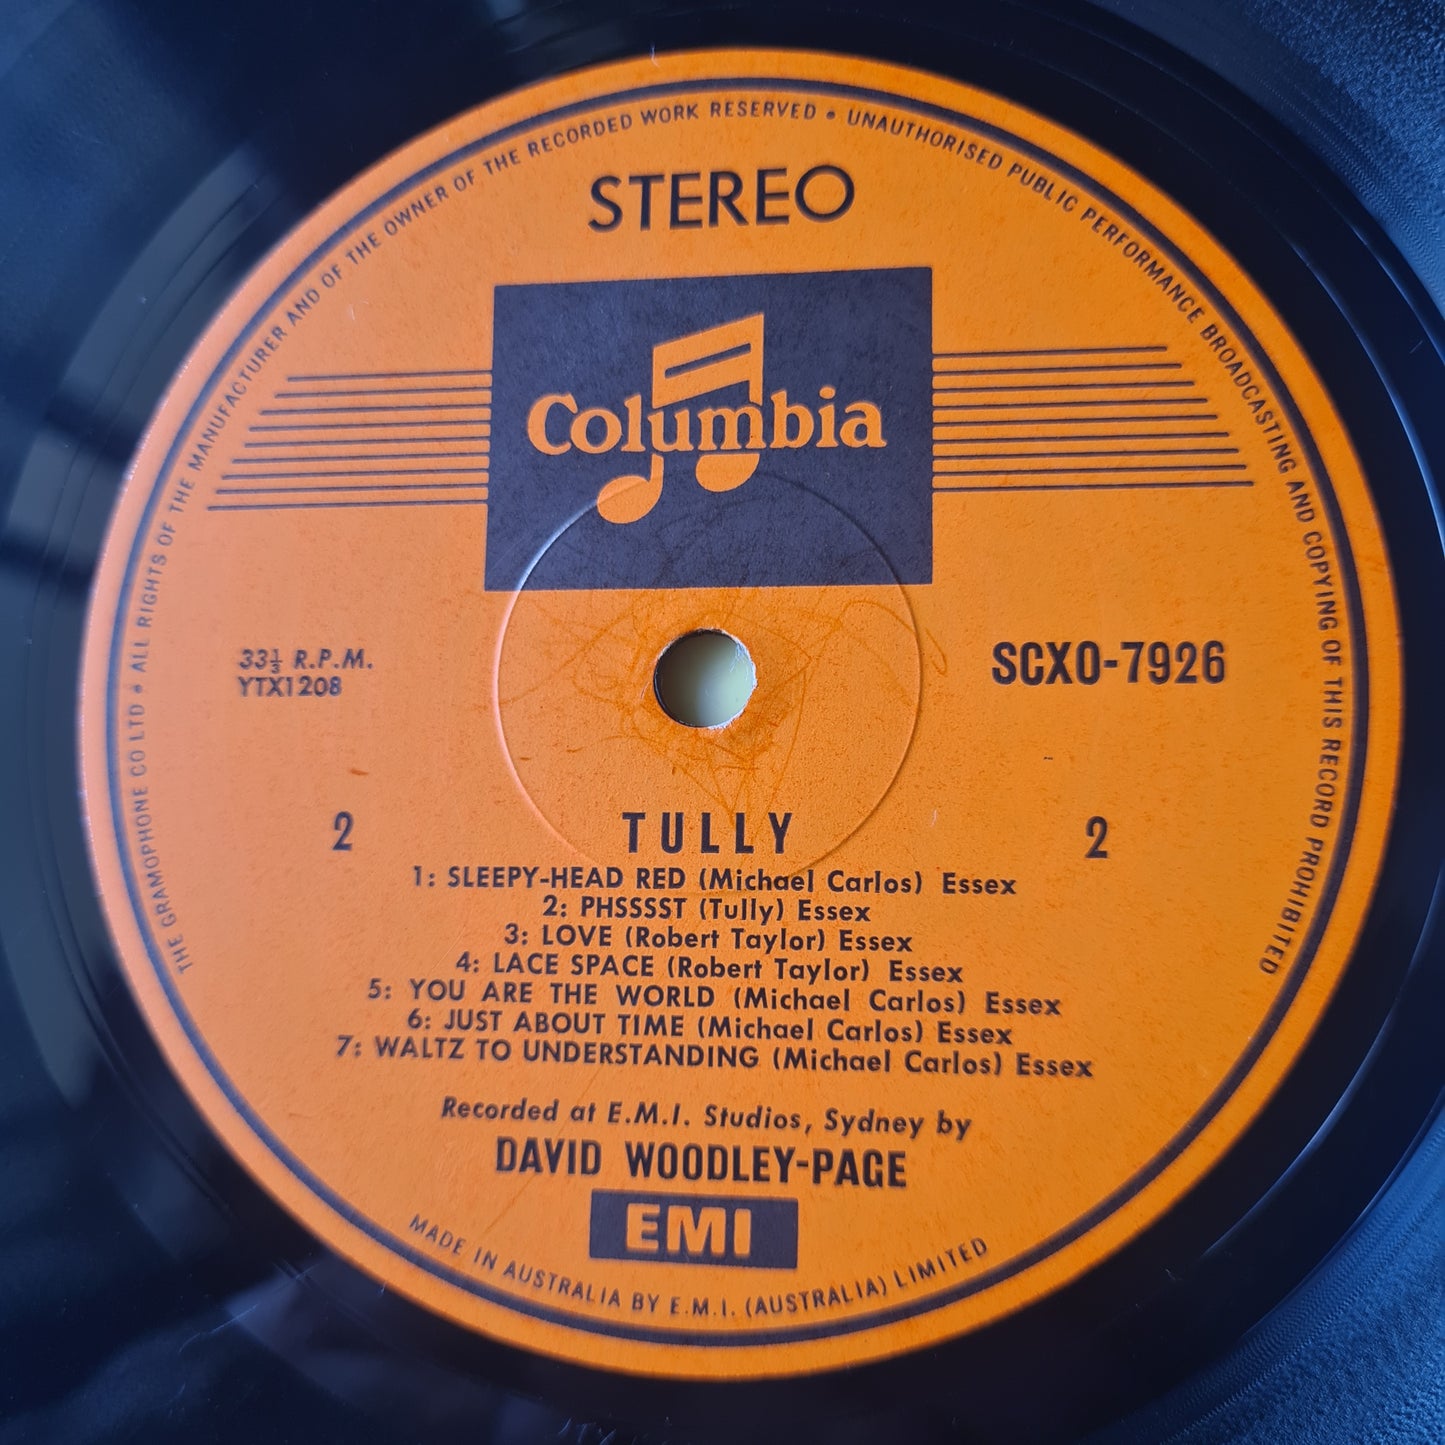 THE GRAMOPHONE CO LTD • ALL RIGHTS OF THE MANUFACTURER AND OF THE OWNER OF THE RECORDED WORK RESERVED • UNAUTHORISED PUBLIC PERFORMANCE BROADCASTING AND COPYING OF THIS RECORD PROHIBITED
STEREO
Columbia
33⅓ R.P.M.
YTX1208
SCXO-7926
2
TULLY
2
1: SLEEPY-HEAD RED (Michael Carlos) Essex
2: PHSSSST (Tully) Essex
3: LOVE (Robert Taylor) Essex
4: LACE SPACE (Robert Taylor) Essex
5: YOU ARE THE WORLD (Michael Carlos) Essex
6: JUST ABOUT TIME (Michael Carlos) Essex
7: WALTZ TO UNDERSTANDING (Michael Carlos) Essex
Recorded at E.M.I. Studios, Sydney by
DAVID WOODLEY-PAGE
EMI
MADE IN AUSTRALIA BY E.M.I. (AUSTRALIA) LIMITED